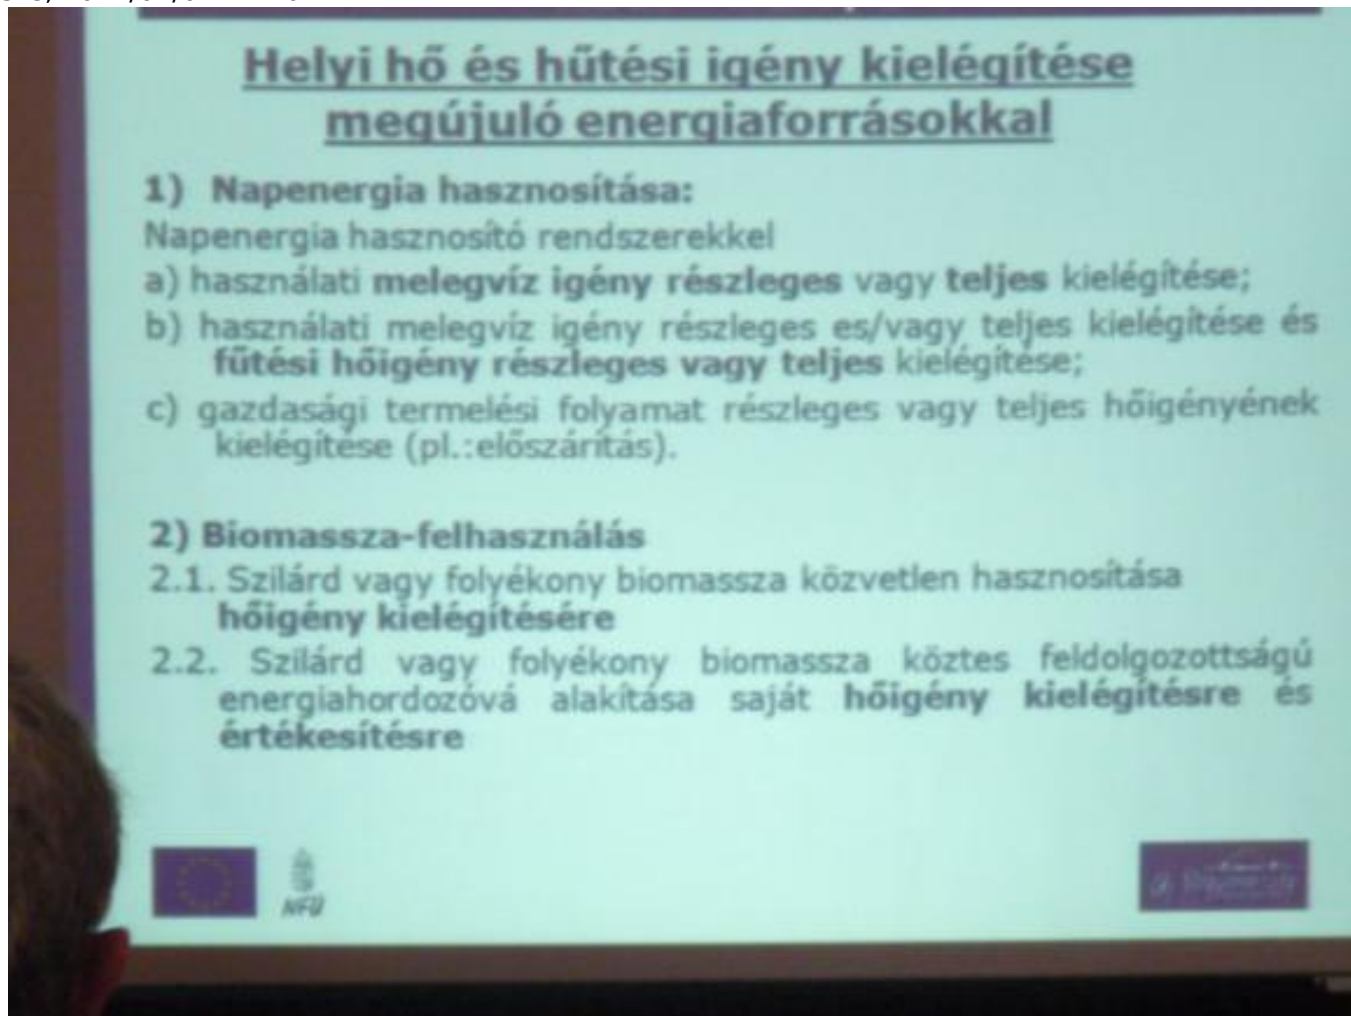 Helyi hő és hűtési igény kielégítése
megújuló energiaforrásokkal
1) Napenergia hasznosítása:
Napenergia hasznosító rendszerekkel
a) használati melegvíz igény részleges vagy teljes kielégítése;
b) használati melegvíz igény részleges es/vagy teljes kielégítése és
fűtési hőigény részleges vagy teljes kielégítése;
c) gazdasági termelési folyamat részleges vagy teljes hőigényének
kielégítése (pl.:előszárítás).
2) Biomassza-felhasználás
2.1. Szilárd vagy folyékony biomassza közvetlen hasznosítása
hőigény kielégítésére
2.2. Szilárd vagy folyékony biomassza köztes feldolgozottságú
energiahordozóvá alakítása saját hőigény kielégítésre és
értékesítésre
NFÜ